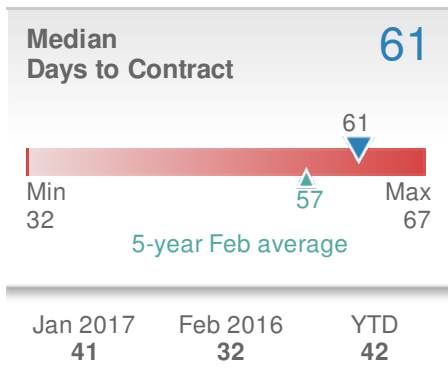 Median
Days to Contract
61
61
Min
32
57
Max
67
5-year Feb average
Jan 2017 Feb 2016 YTD
41 32 42